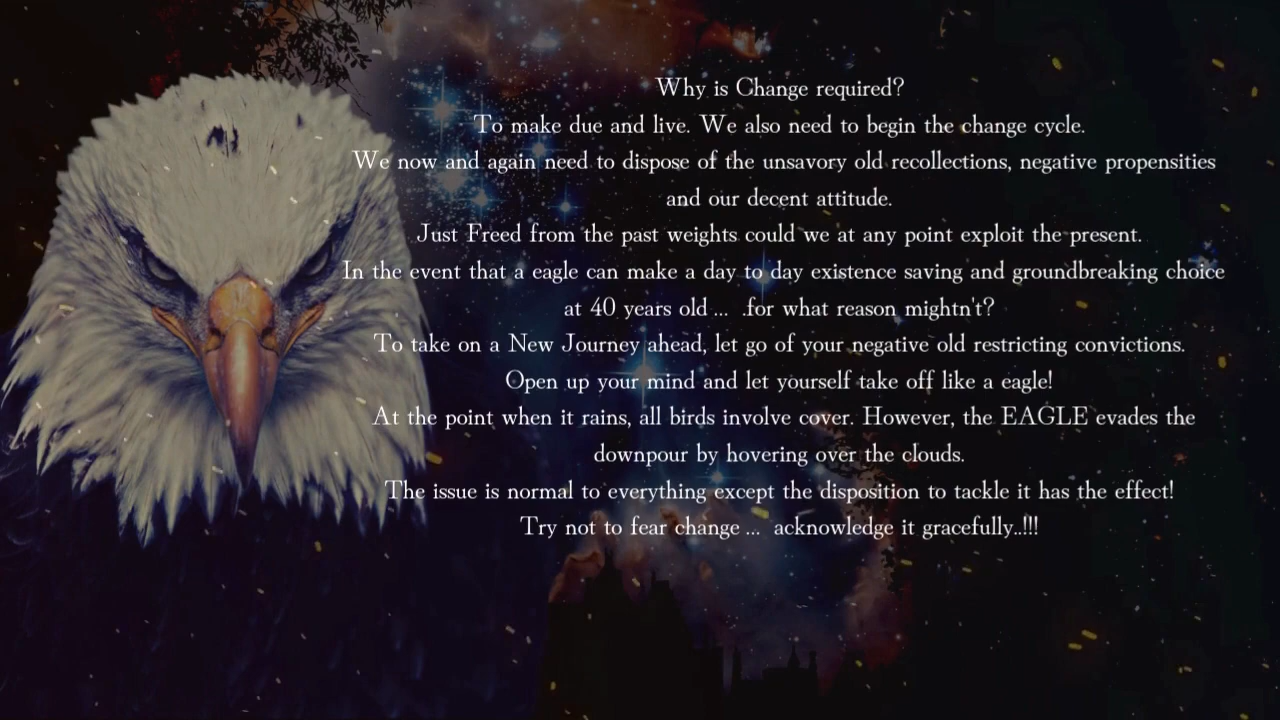 Why is Change required?
To make due and live. We also need to begin the change cycle.
We now and again need to dispose of the unsavory old recollections, negative propensities
and our decent attitude.
Just Freed from the past weights could we at any point exploit the present.
In the event that a eagle can make a day to day existence saving and groundbreaking choice
at 40 years old ... .for what reason mightn't?
To take on a New Journey ahead, let go of your negative old restricting convictions.
Open up your mind and let yourself take off like a eagle!
At the point when it rains, all birds involve cover. However, the EAGLE evades the
downpour by hovering over the clouds.
The issue is normal to everything except the disposition to tackle it has the effect!
Try not to fear change ... acknowledge it gracefully..!!!